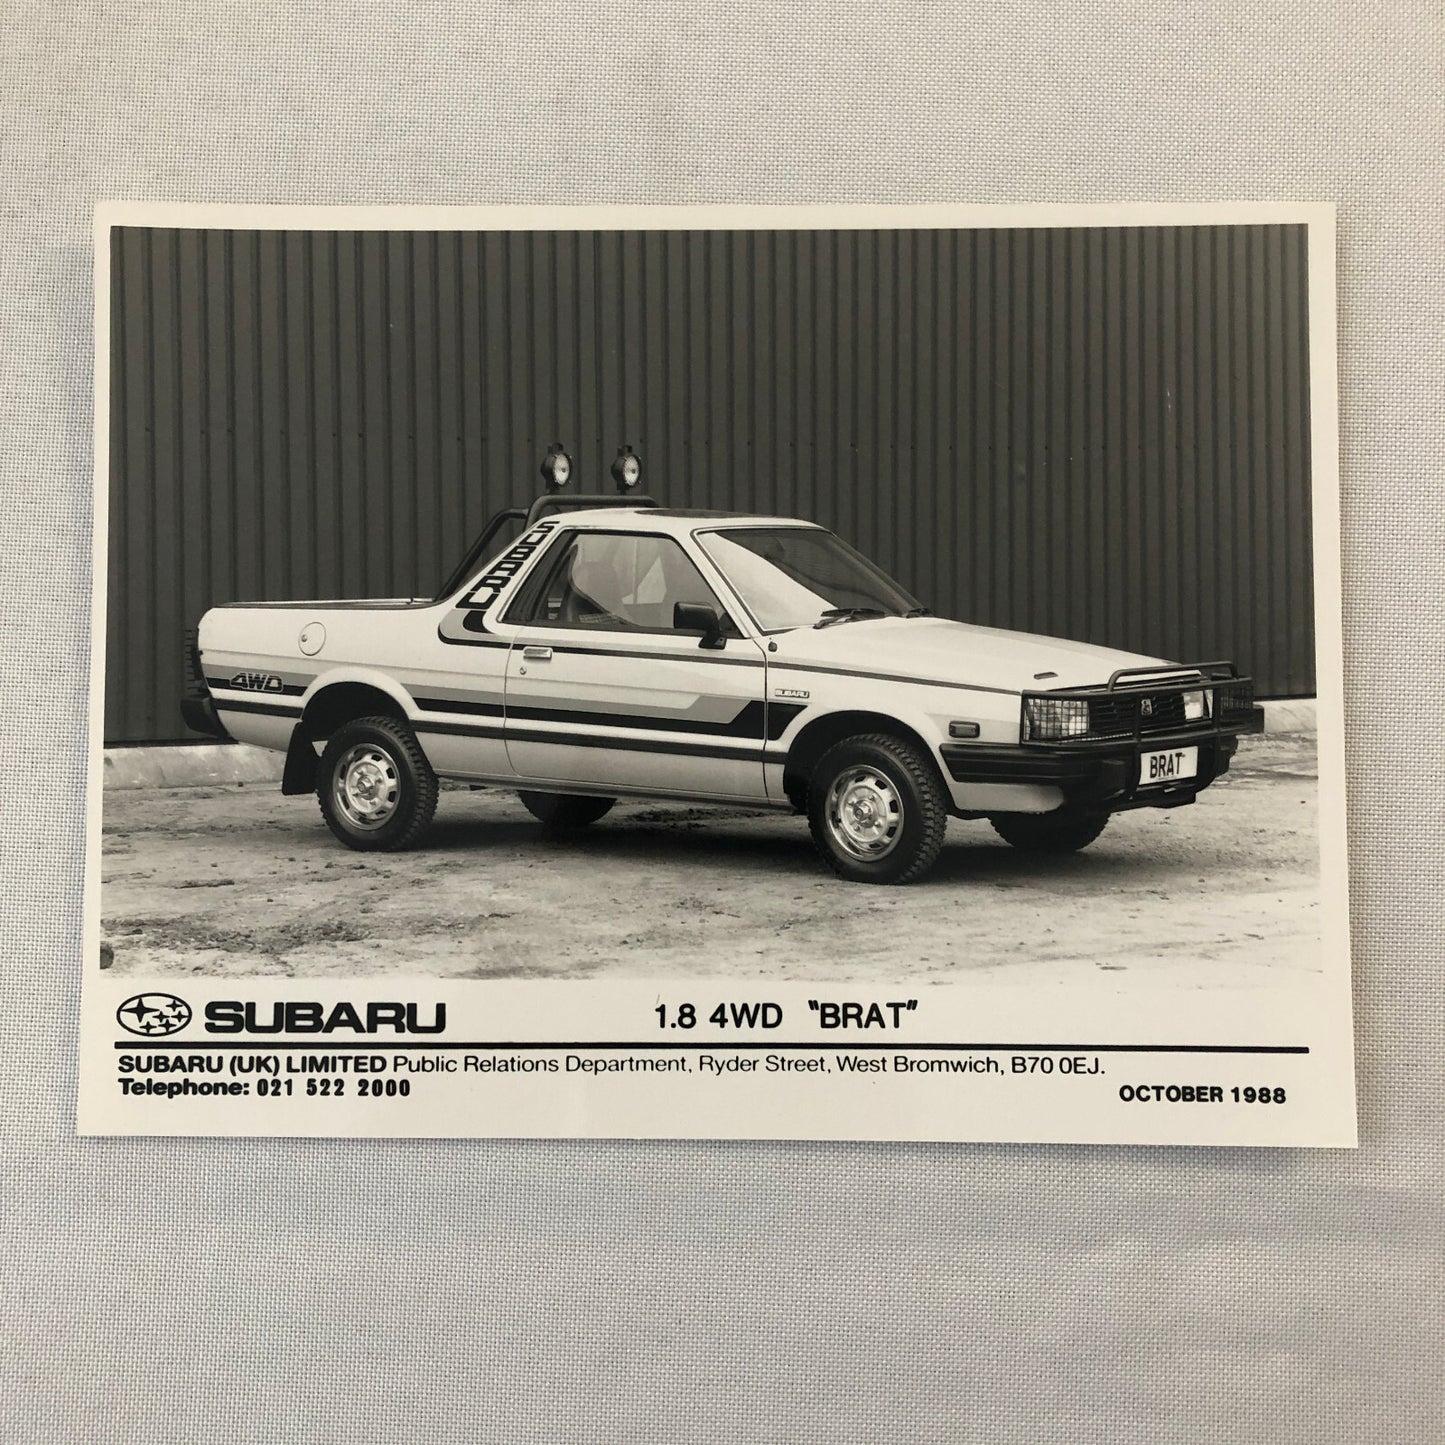 SUBARU
4WD
SUBARU
BRAT
SUBARU 1.8 4WD "BRAT"
SUBARU (UK) LIMITED Public Relations Department, Ryder Street, West Bromwich, B70 0EJ.
Telephone: 021 522 2000
OCTOBER 1988